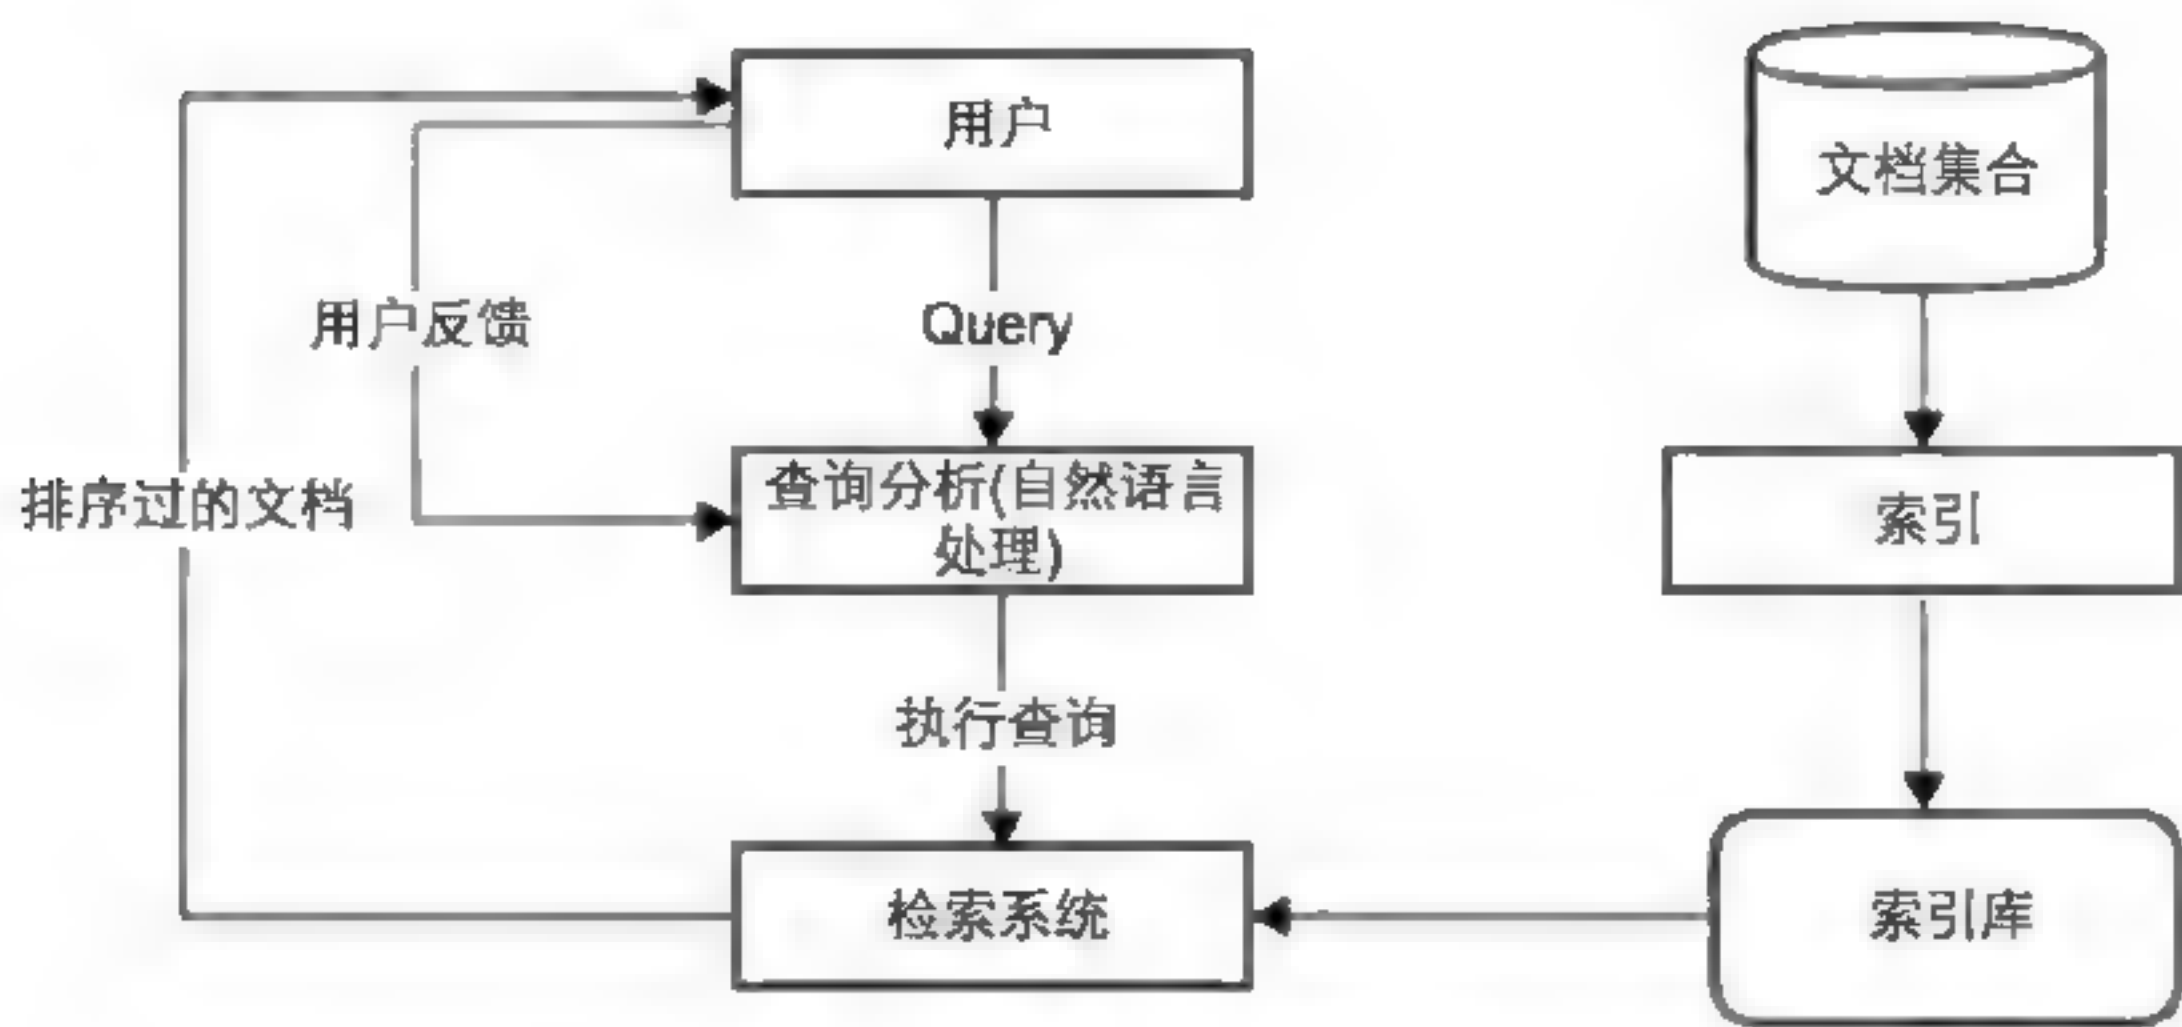 用户
文档集合
用户反馈
Query
查询分析(自然语言
处理)
排序过的文档
索引
执行查询
检索系统
索引库